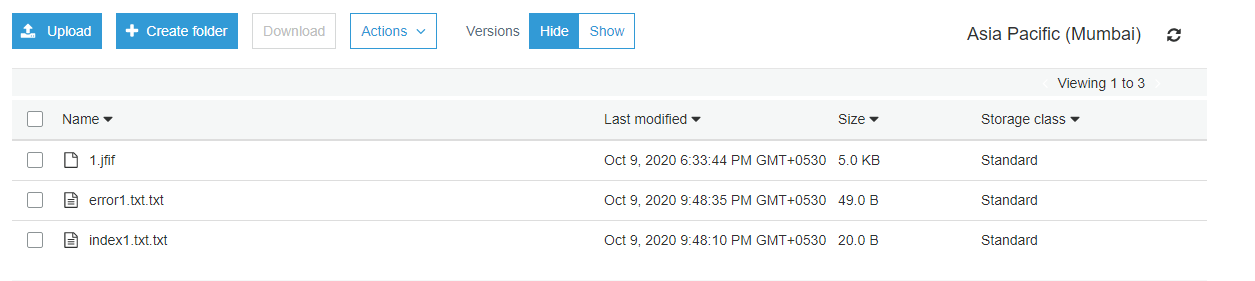 Upload Create folder Download Actions Versions Hide Show Asia Pacific (Mumbai)
Viewing 1 to 3
Name Last modified Size Storage class
1.jfif Oct 9, 2020 6:33:44 PM GMT+0530 5.0 KB Standard
error1.txt.txt Oct 9, 2020 9:48:35 PM GMT+0530 49.0 B Standard
index1.txt.txt Oct 9, 2020 9:48:10 PM GMT+0530 20.0 B Standard